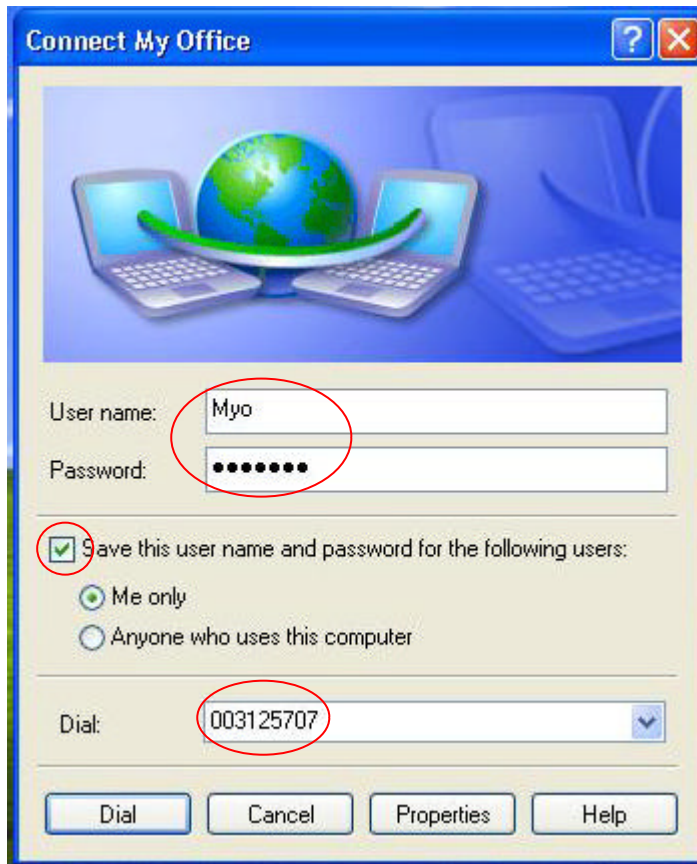 Connect My Office
User name: Myo
Password: •••••••
Save this user name and password for the following users:
Me only
Anyone who uses this computer
Dial: 003125707
Dial Cancel Properties Help